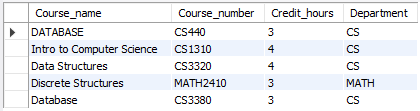 Course_name Course_number Credit_hours Department
DATABASE CS440 3 CS
Intro to Computer Science CS1310 4 CS
Data Structures CS3320 4 CS
Discrete Structures MATH2410 3 MATH
Database CS3380 3 CS